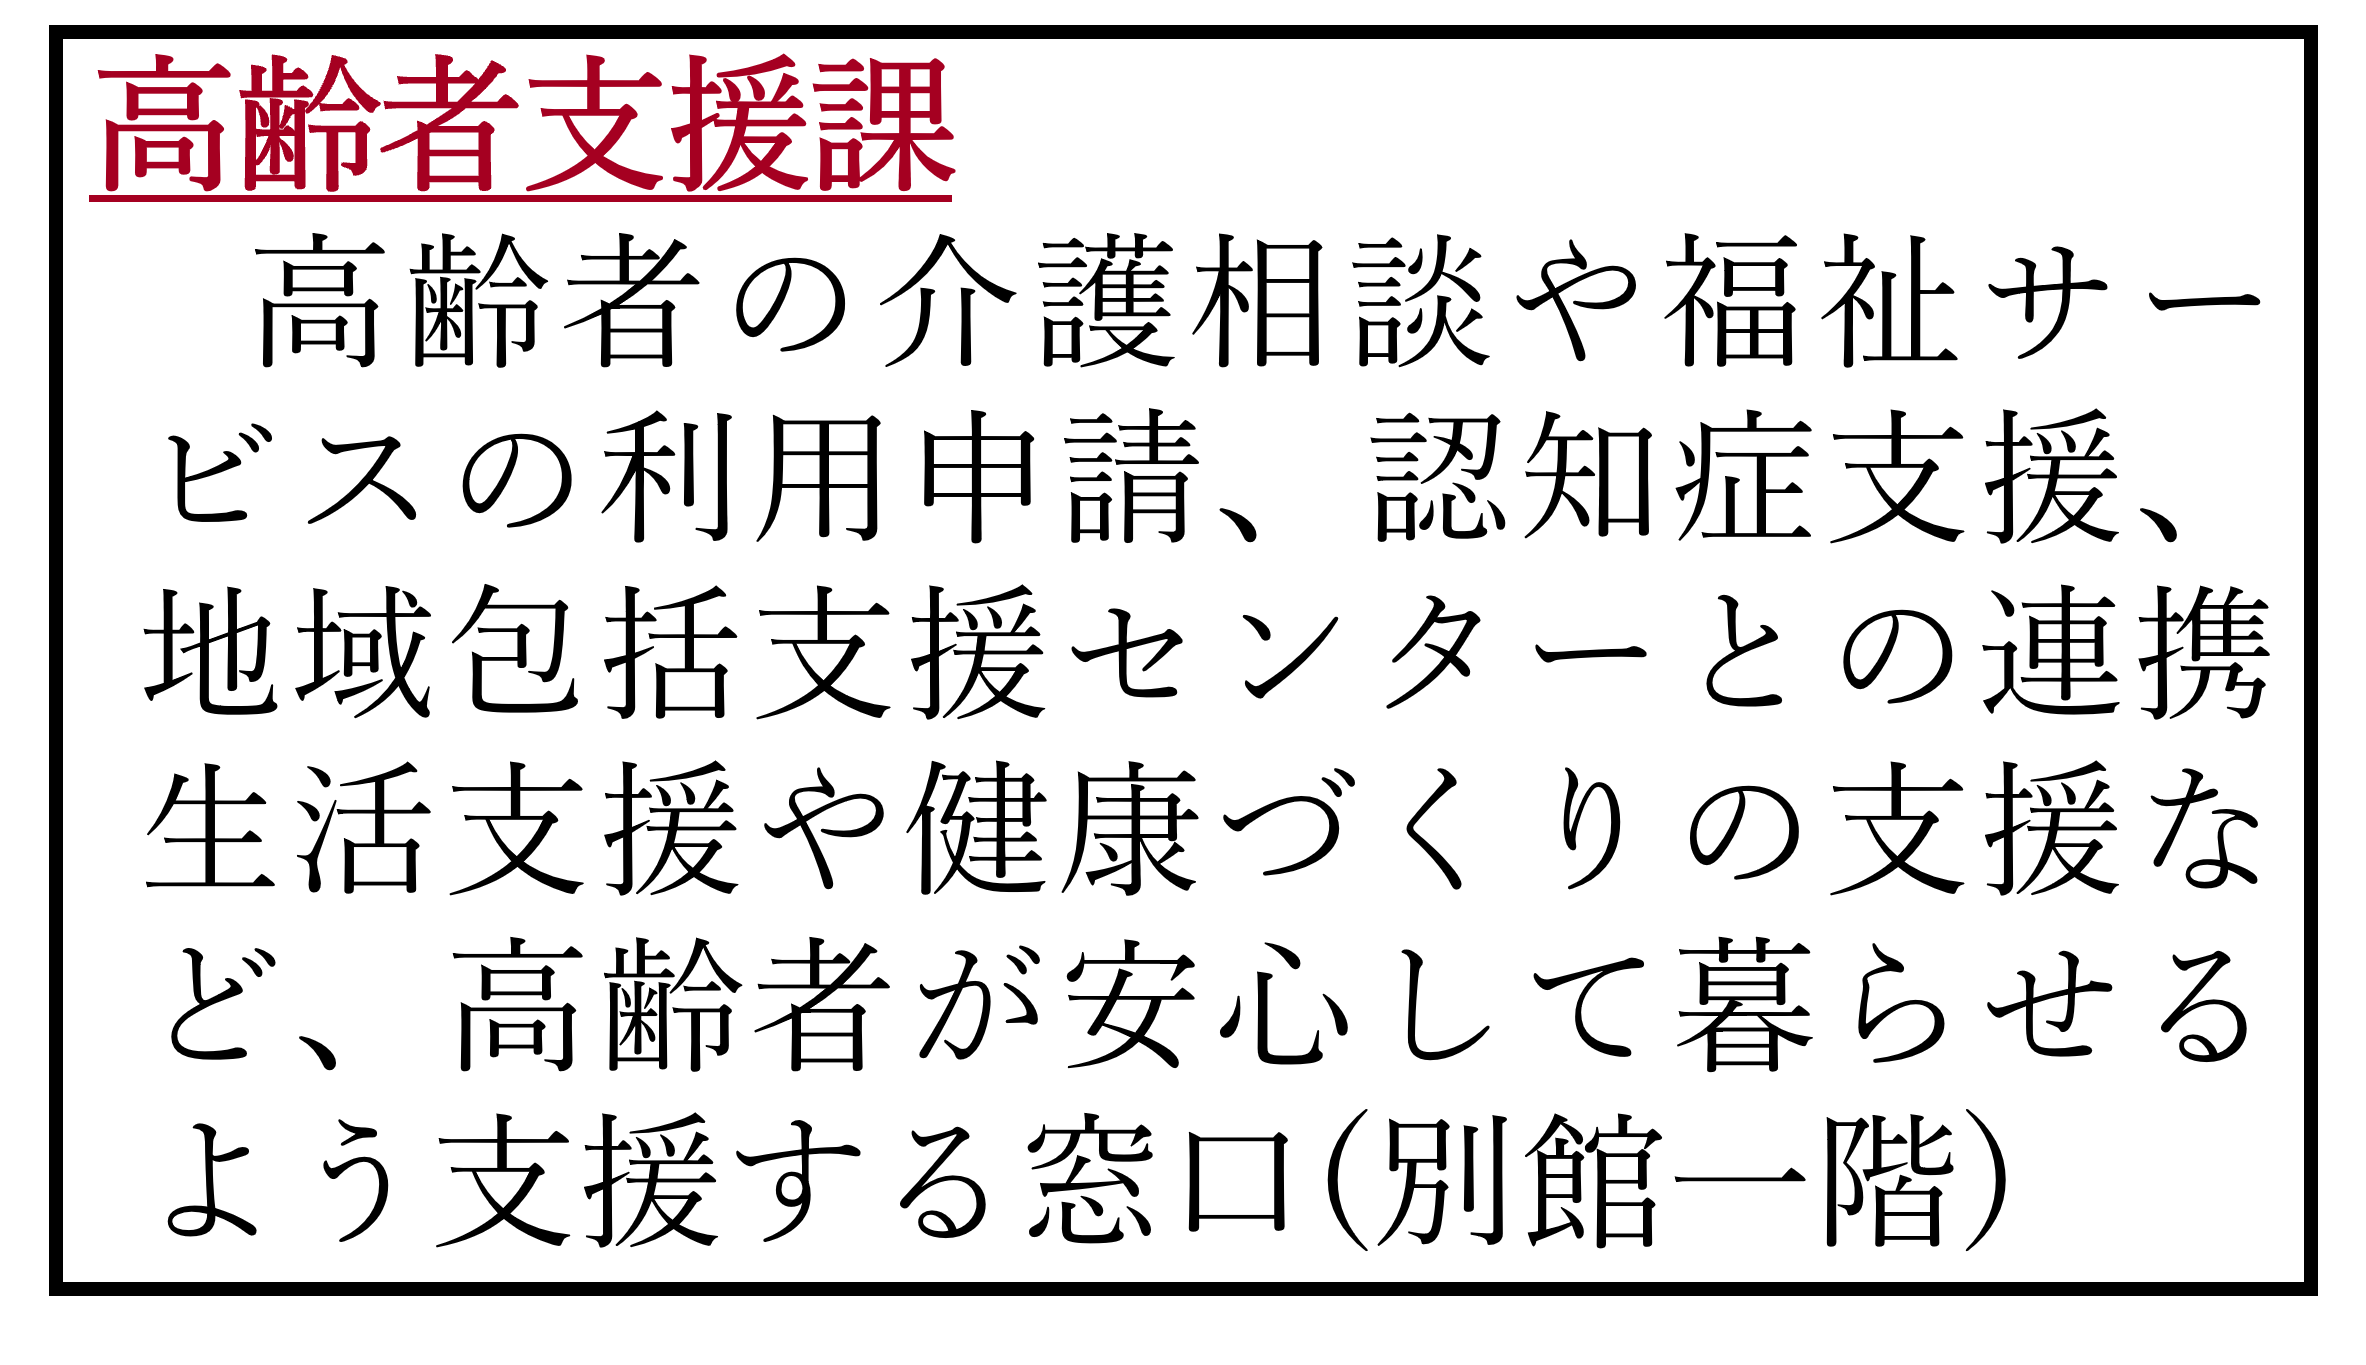 高齢者支援課
高齢者の介護相談や福祉サー
ビスの利用申請、認知症支援、
地域包括支援センターとの連携
生活支援や健康づくりの支援な
ど、高齢者が安心して暮らせる
よう支援する窓口(別館一階)